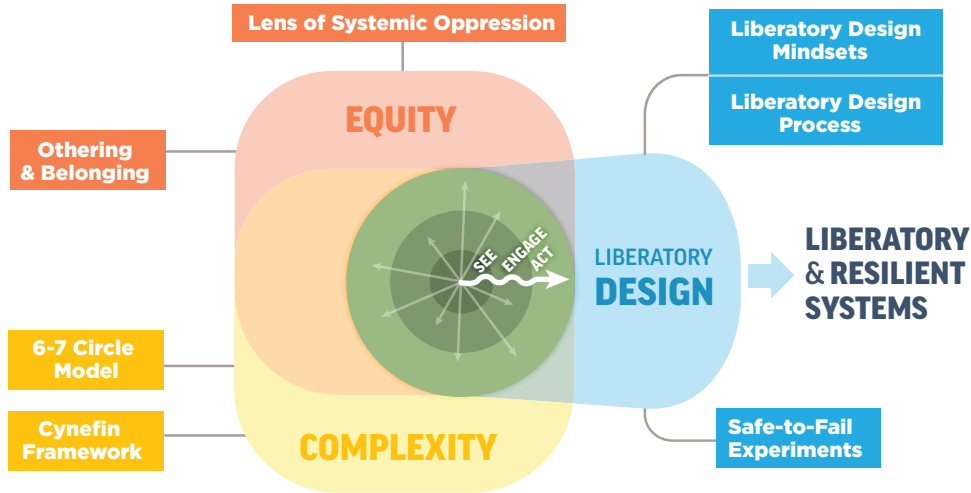 Lens of Systemic Oppression
Liberatory Design
Mindsets
Liberatory Design
Process
EQUITY
Othering
& Belonging
SEE
ENGAGE
ACT
LIBERATORY
DESIGN
LIBERATORY
& RESILIENT
SYSTEMS
6-7 Circle
Model
Cynefin
Framework
COMPLEXITY
Safe-to-Fail
Experiments